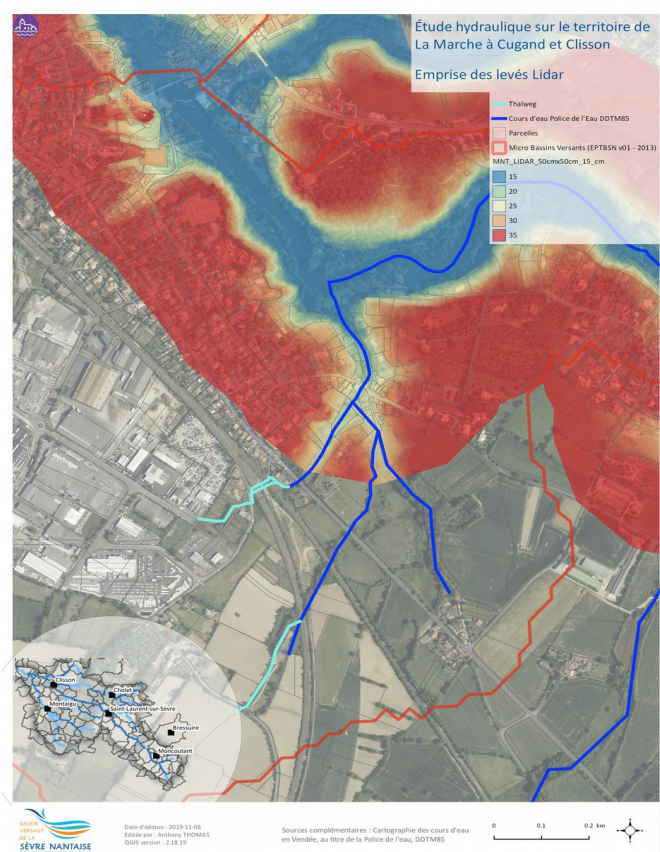 Étude hydraulique sur le territoire de
La Marche à Cugand et Clisson
Emprise des levés Lidar
Thalweg
Cours d'eau Police de l'Eau DDTM85
Parcelles
Micro Bassins Versants (EPTBSN v01 - 2013)
MNT_LIDAR_50cmx50cm_15_cm
15
20
25
30
35
Clisson
Cholet
Montaigu
Saint-Laurent-sur-Sèvre
Bressuire
Moncoutant
BASSIN
VERSANT
DE LA
SÈVRE NANTAISE
Date d'édition : 2019-11-08
Editée par : Anthony THOMAS
QGIS version : 2.18.19
Sources complémentaires : Cartographie des cours d'eau
en Vendée, au titre de la Police de l'eau, DDTM85
0 0.1 0.2 km